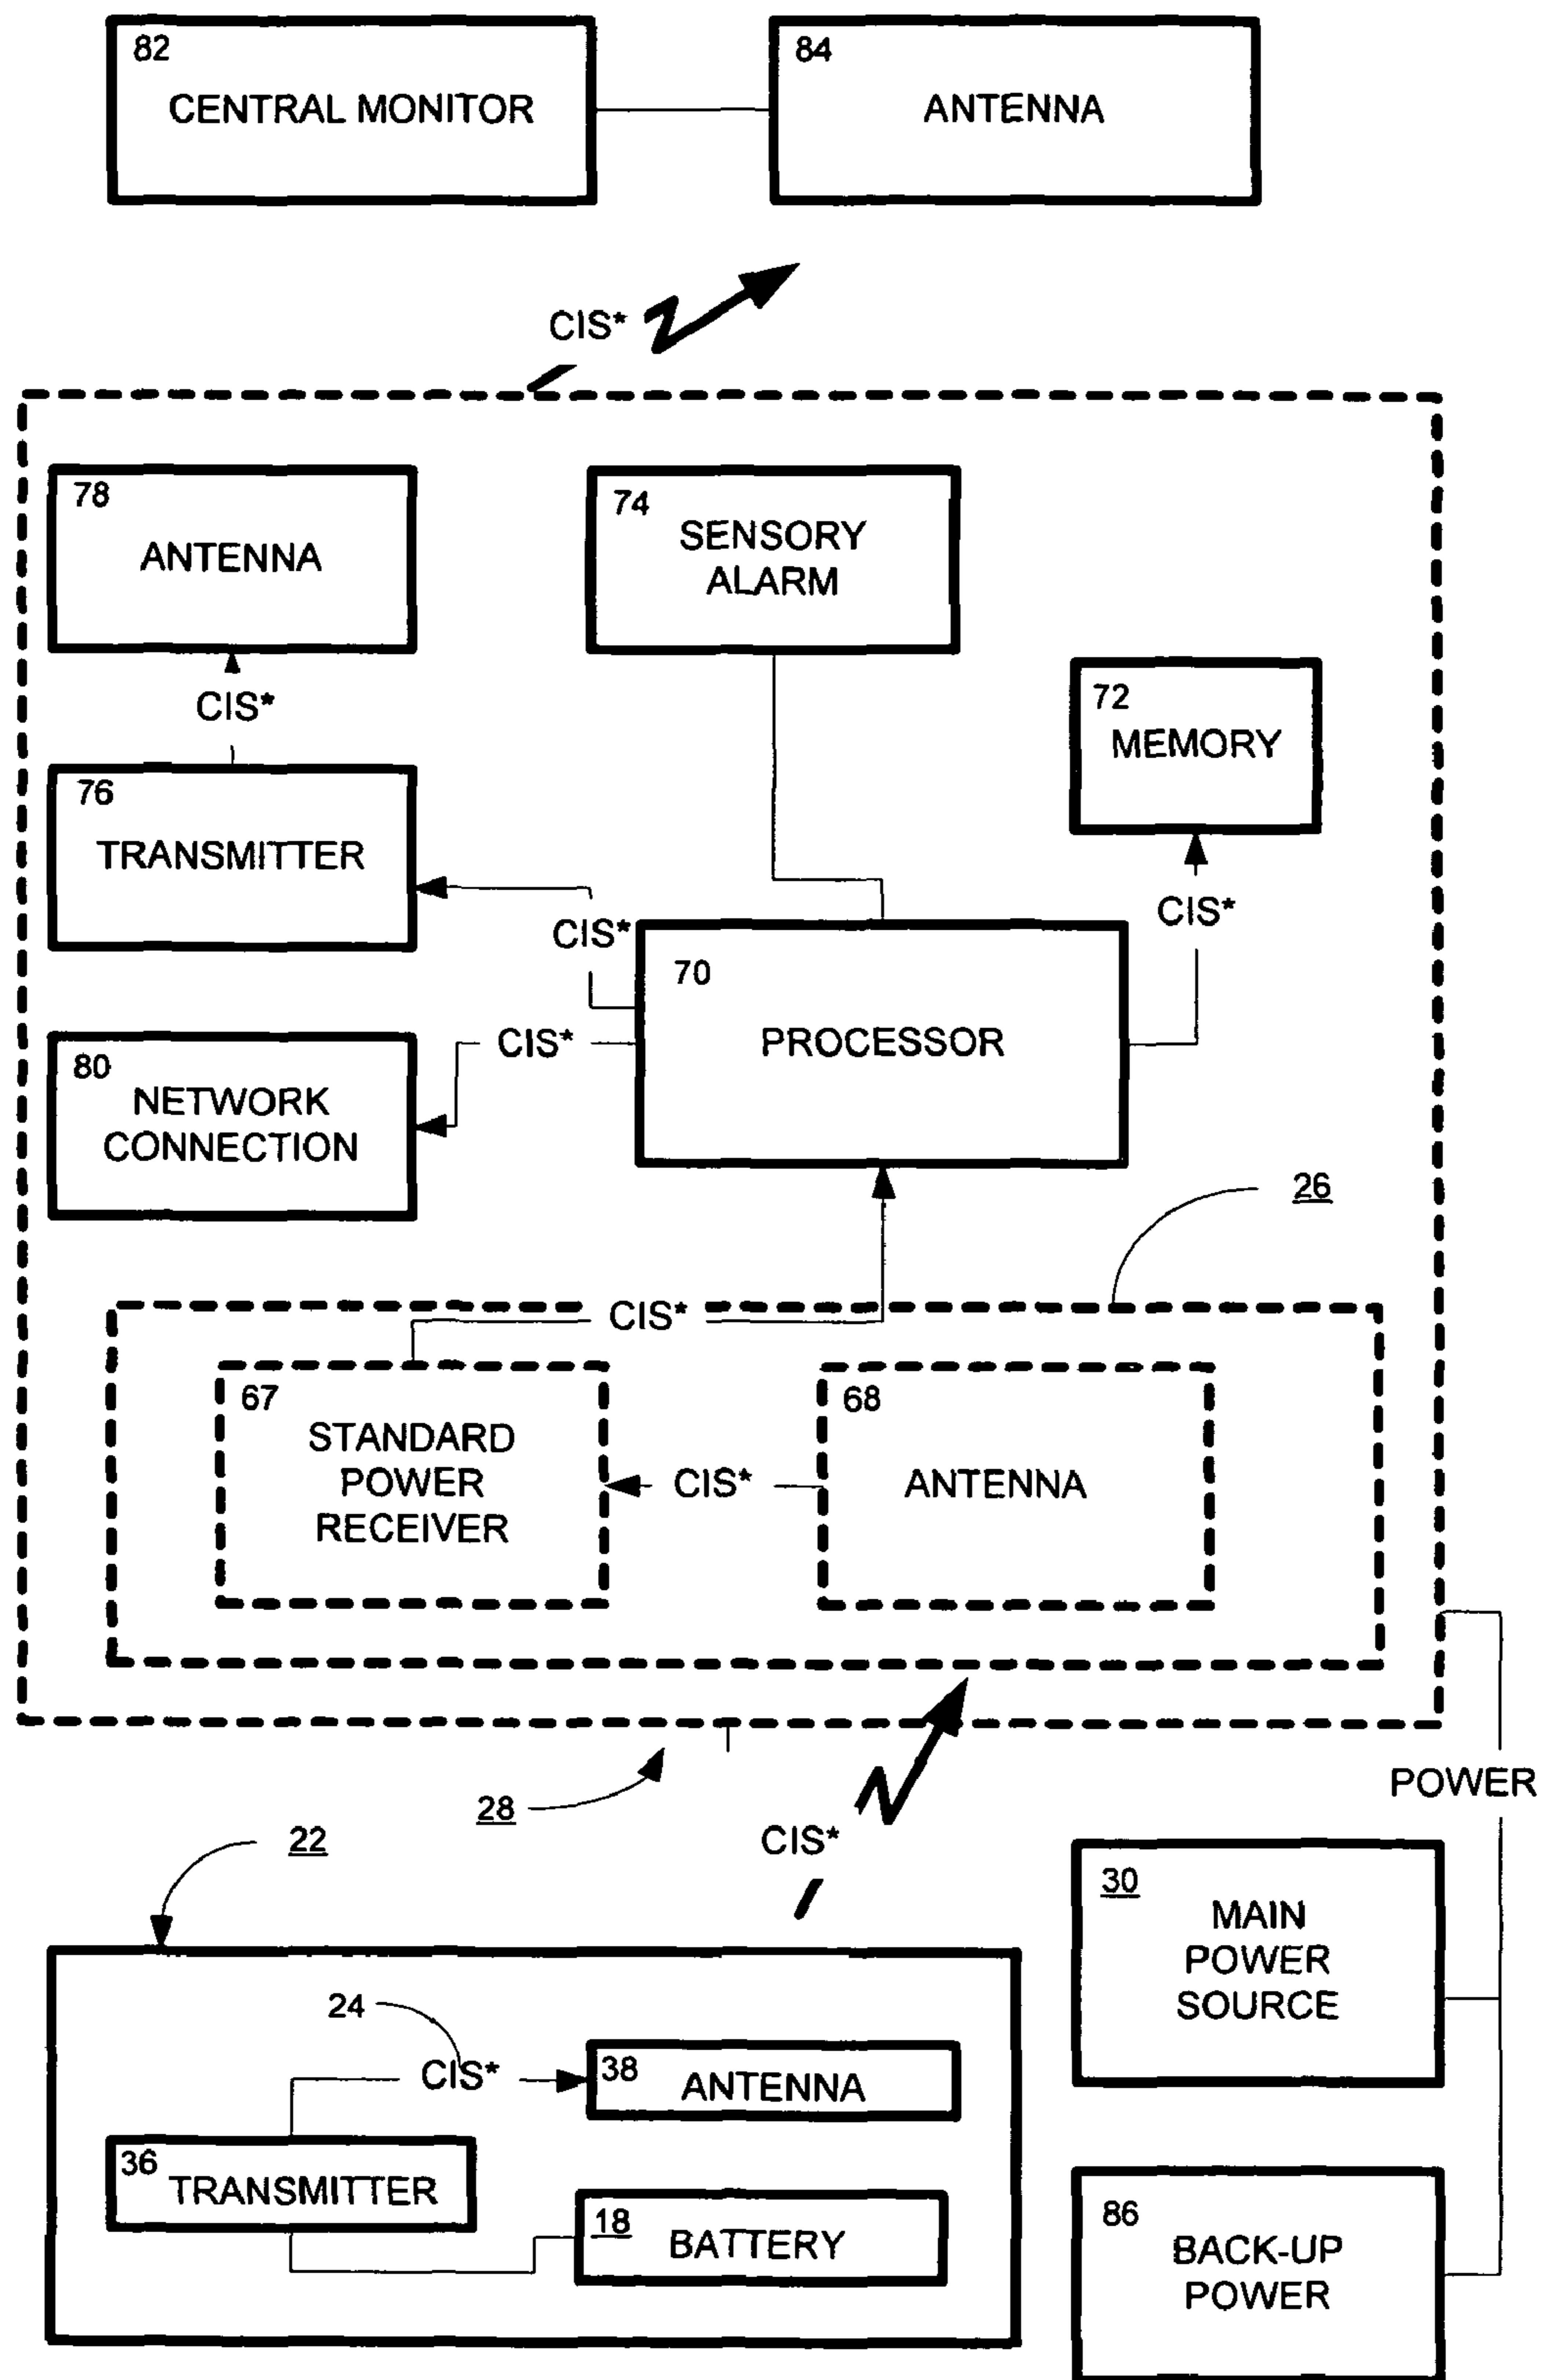 82
CENTRAL MONITOR
84
ANTENNA
CIS*
78
ANTENNA
74
SENSORY
ALARM
CIS*
72
MEMORY
76
TRANSMITTER
CIS*
CIS*
70
PROCESSOR
CIS*
80
NETWORK
CONNECTION
26
CIS*
67
STANDARD
POWER
RECEIVER
CIS*
68
ANTENNA
POWER
28
CIS*
22
30
MAIN
POWER
SOURCE
24
CIS*
38
ANTENNA
36
TRANSMITTER
18
BATTERY
86
BACK-UP
POWER